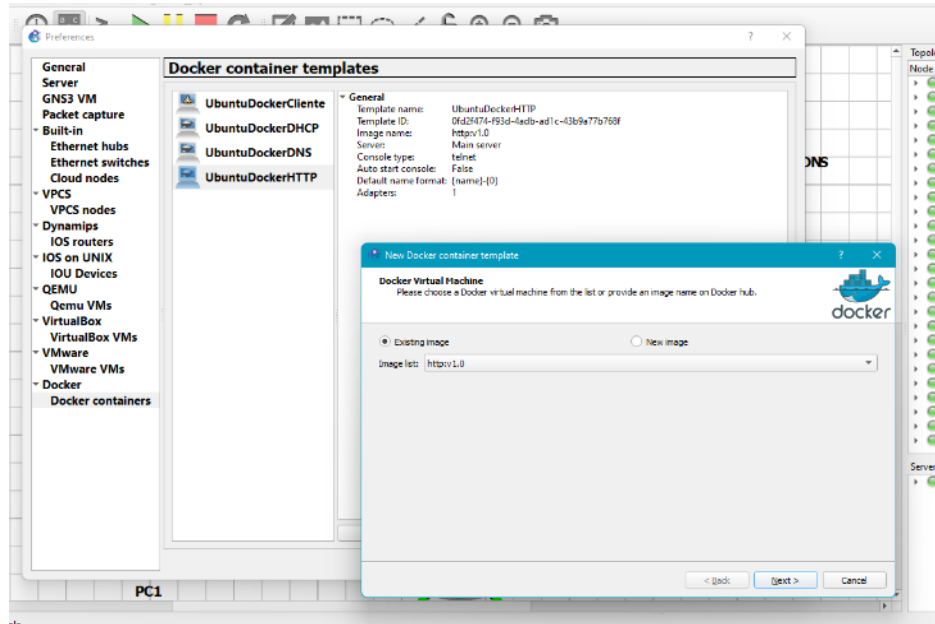 Preferences
General
Server
GNS3 VM
Packet capture
Built-in
Ethernet hubs
Ethernet switches
Cloud nodes
VPCS
VPCS nodes
Dynamips
IOS routers
IOS on UNIX
IOU Devices
QEMU
Qemu VMs
VirtualBox
VirtualBox VMs
VMware
VMware VMs
Docker
Docker containers
Docker container templates
UbuntuDockerCliente
UbuntuDockerDHCP
UbuntuDockerDNS
UbuntuDockerHTTP
General
Template name: UbuntuDockerHTTP
Template ID: 0fd2f474-f93d-4adb-ad1c-43b9a77b768f
Image name: http:v1.0
Server: Main server
Console type: telnet
Auto start console: False
Default name format: {name}-{0}
Adapters: 1
New Docker container template
Docker Virtual Machine
Please choose a Docker virtual machine from the list or provide an image name on Docker hub.
docker
Existing image
New image
Image list: http:v1.0
< Back
Next >
Cancel
DNS
PC1
Topol
Node
Server